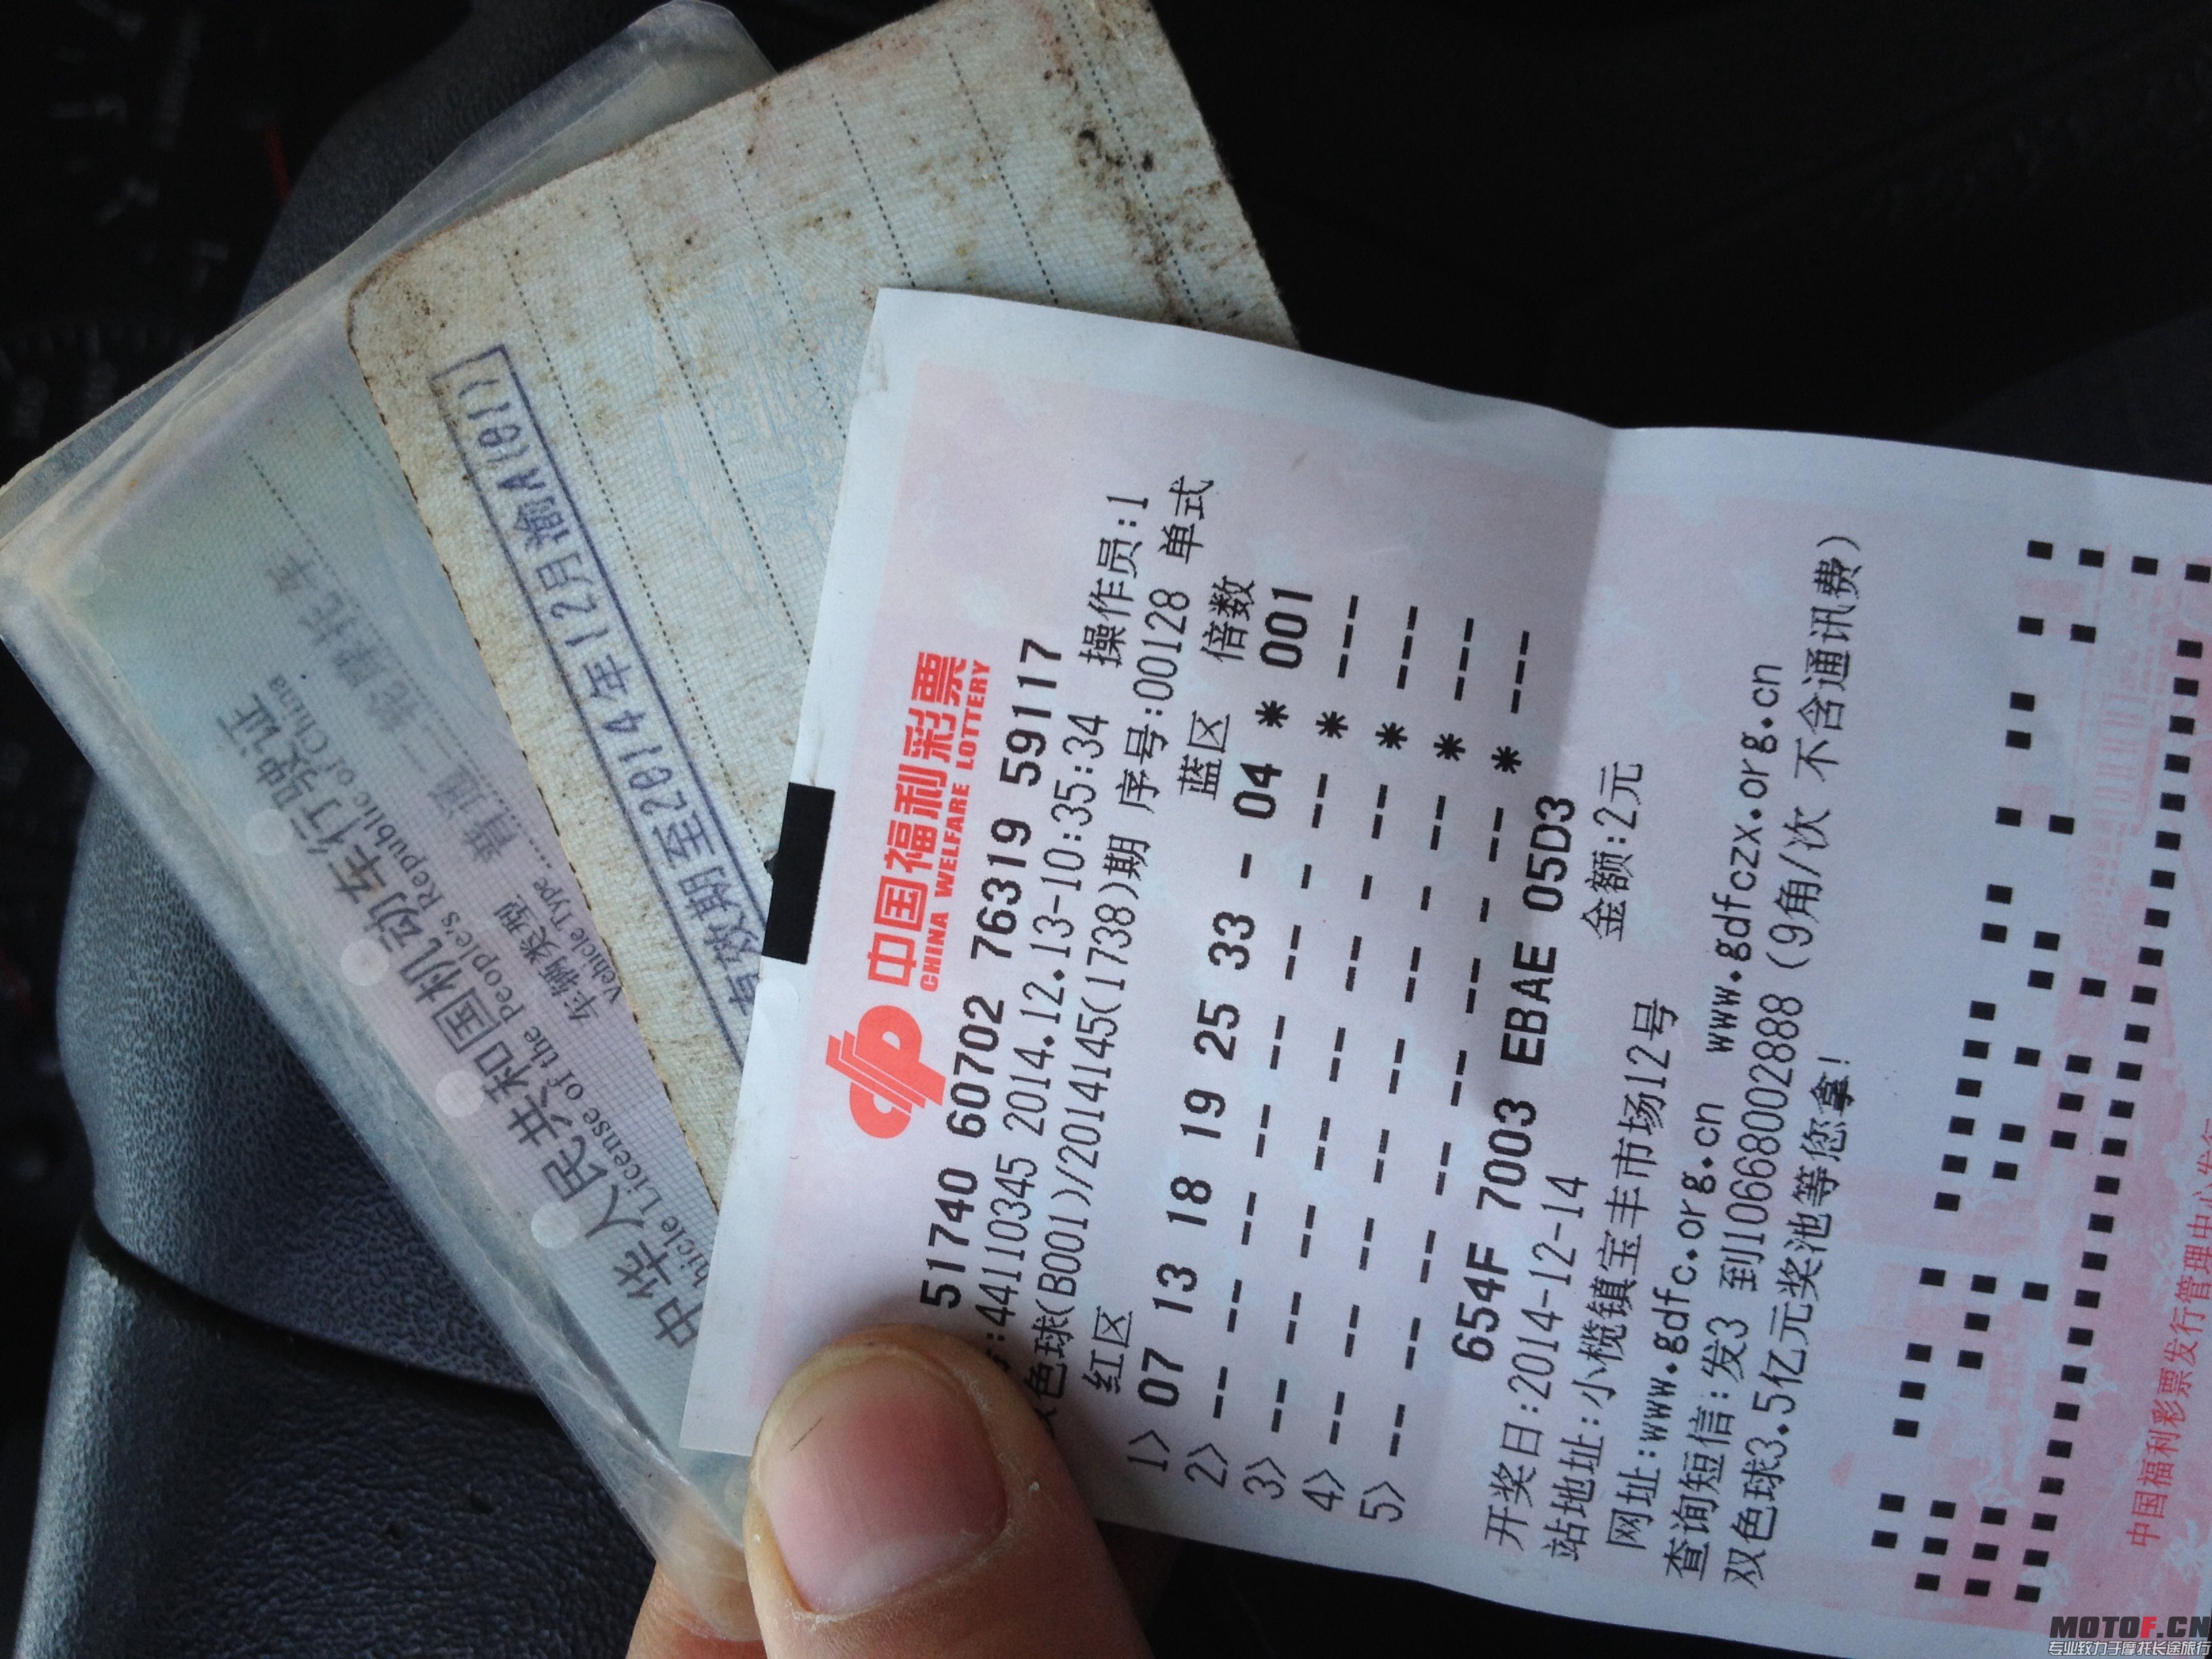 中华人民共和国机动车行驶证
hicle License of the People's Republic of China
车辆类型 普通二轮摩托车
Vehicle Type
有效期至2014年12月渝A(01)
中国福利彩票
CHINA WELFARE LOTTERY
51740 60702 76319 59117
:44110345 2014.12.13-10:35:34 操作员:1
色球(B001)/2014145(1738)期 序号:00128 单式
红区 蓝区 倍数
1> 07 13 18 19 25 33 - 04 * 001
2> -- -- -- -- -- -- - -- * ---
3> -- -- -- -- -- -- - -- * ---
4> -- -- -- -- -- -- - -- * ---
5> -- -- -- -- -- -- - -- * ---
654F 7003 EBAE 05D3
开奖日:2014-12-14 金额:2元
站地址:小榄镇宝丰市场12号
网址:www.gdfc.org.cn www.gdfczx.org.cn
查询短信:发3 到1066800288​8 (9角/次 不含通讯费)
双色球3.5亿元奖池等您拿!
中国福利彩票发行管理中心发行
MOTOF.CN
专业致力于摩托长途旅行